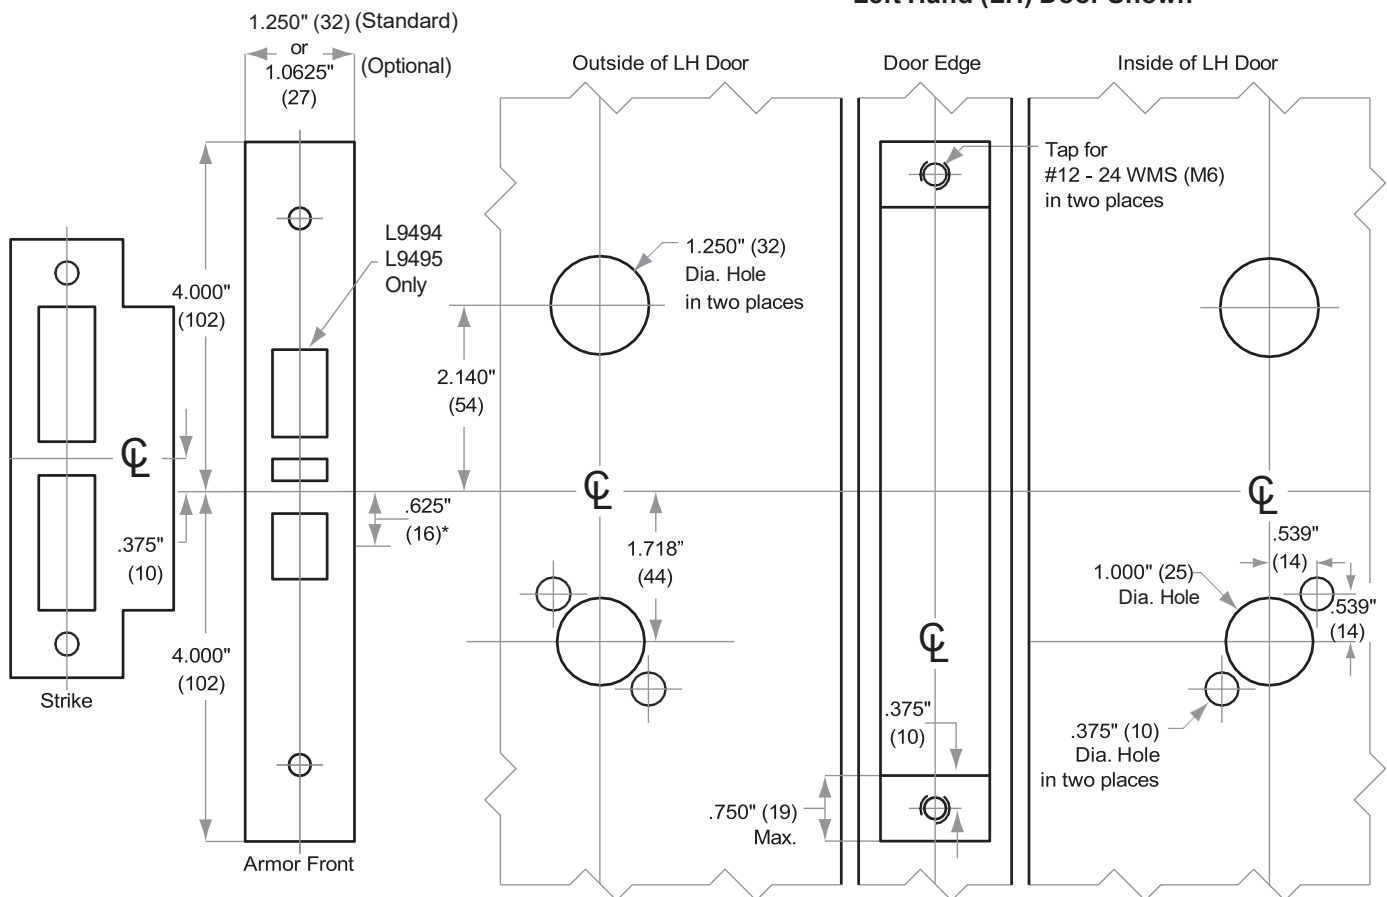 Left Hand (LH) Door Shown
1.250" (32) (Standard)
or
1.0625"
(27)
(Optional)
Outside of LH Door
Door Edge
Inside of LH Door
Tap for
#12 - 24 WMS (M6)
in two places
L9494
L9495
Only
1.250" (32)
Dia. Hole
in two places
4.000"
(102)
2.140"
(54)
℄
℄
℄
.625"
(16)*
.375"
(10)
1.718”
(44)
.539"
(14)
1.000" (25)
Dia. Hole
.539"
(14)
℄
4.000"
(102)
Strike
.375"
(10)
.375" (10)
Dia. Hole
in two places
.750" (19)
Max.
Armor Front